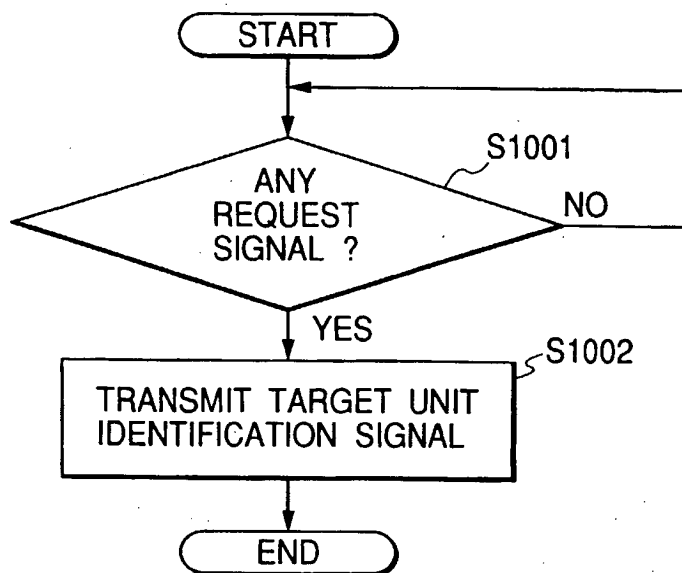 START
S1001
ANY
REQUEST
SIGNAL ?
NO
YES
S1002
TRANSMIT TARGET UNIT
IDENTIFICATION SIGNAL
END